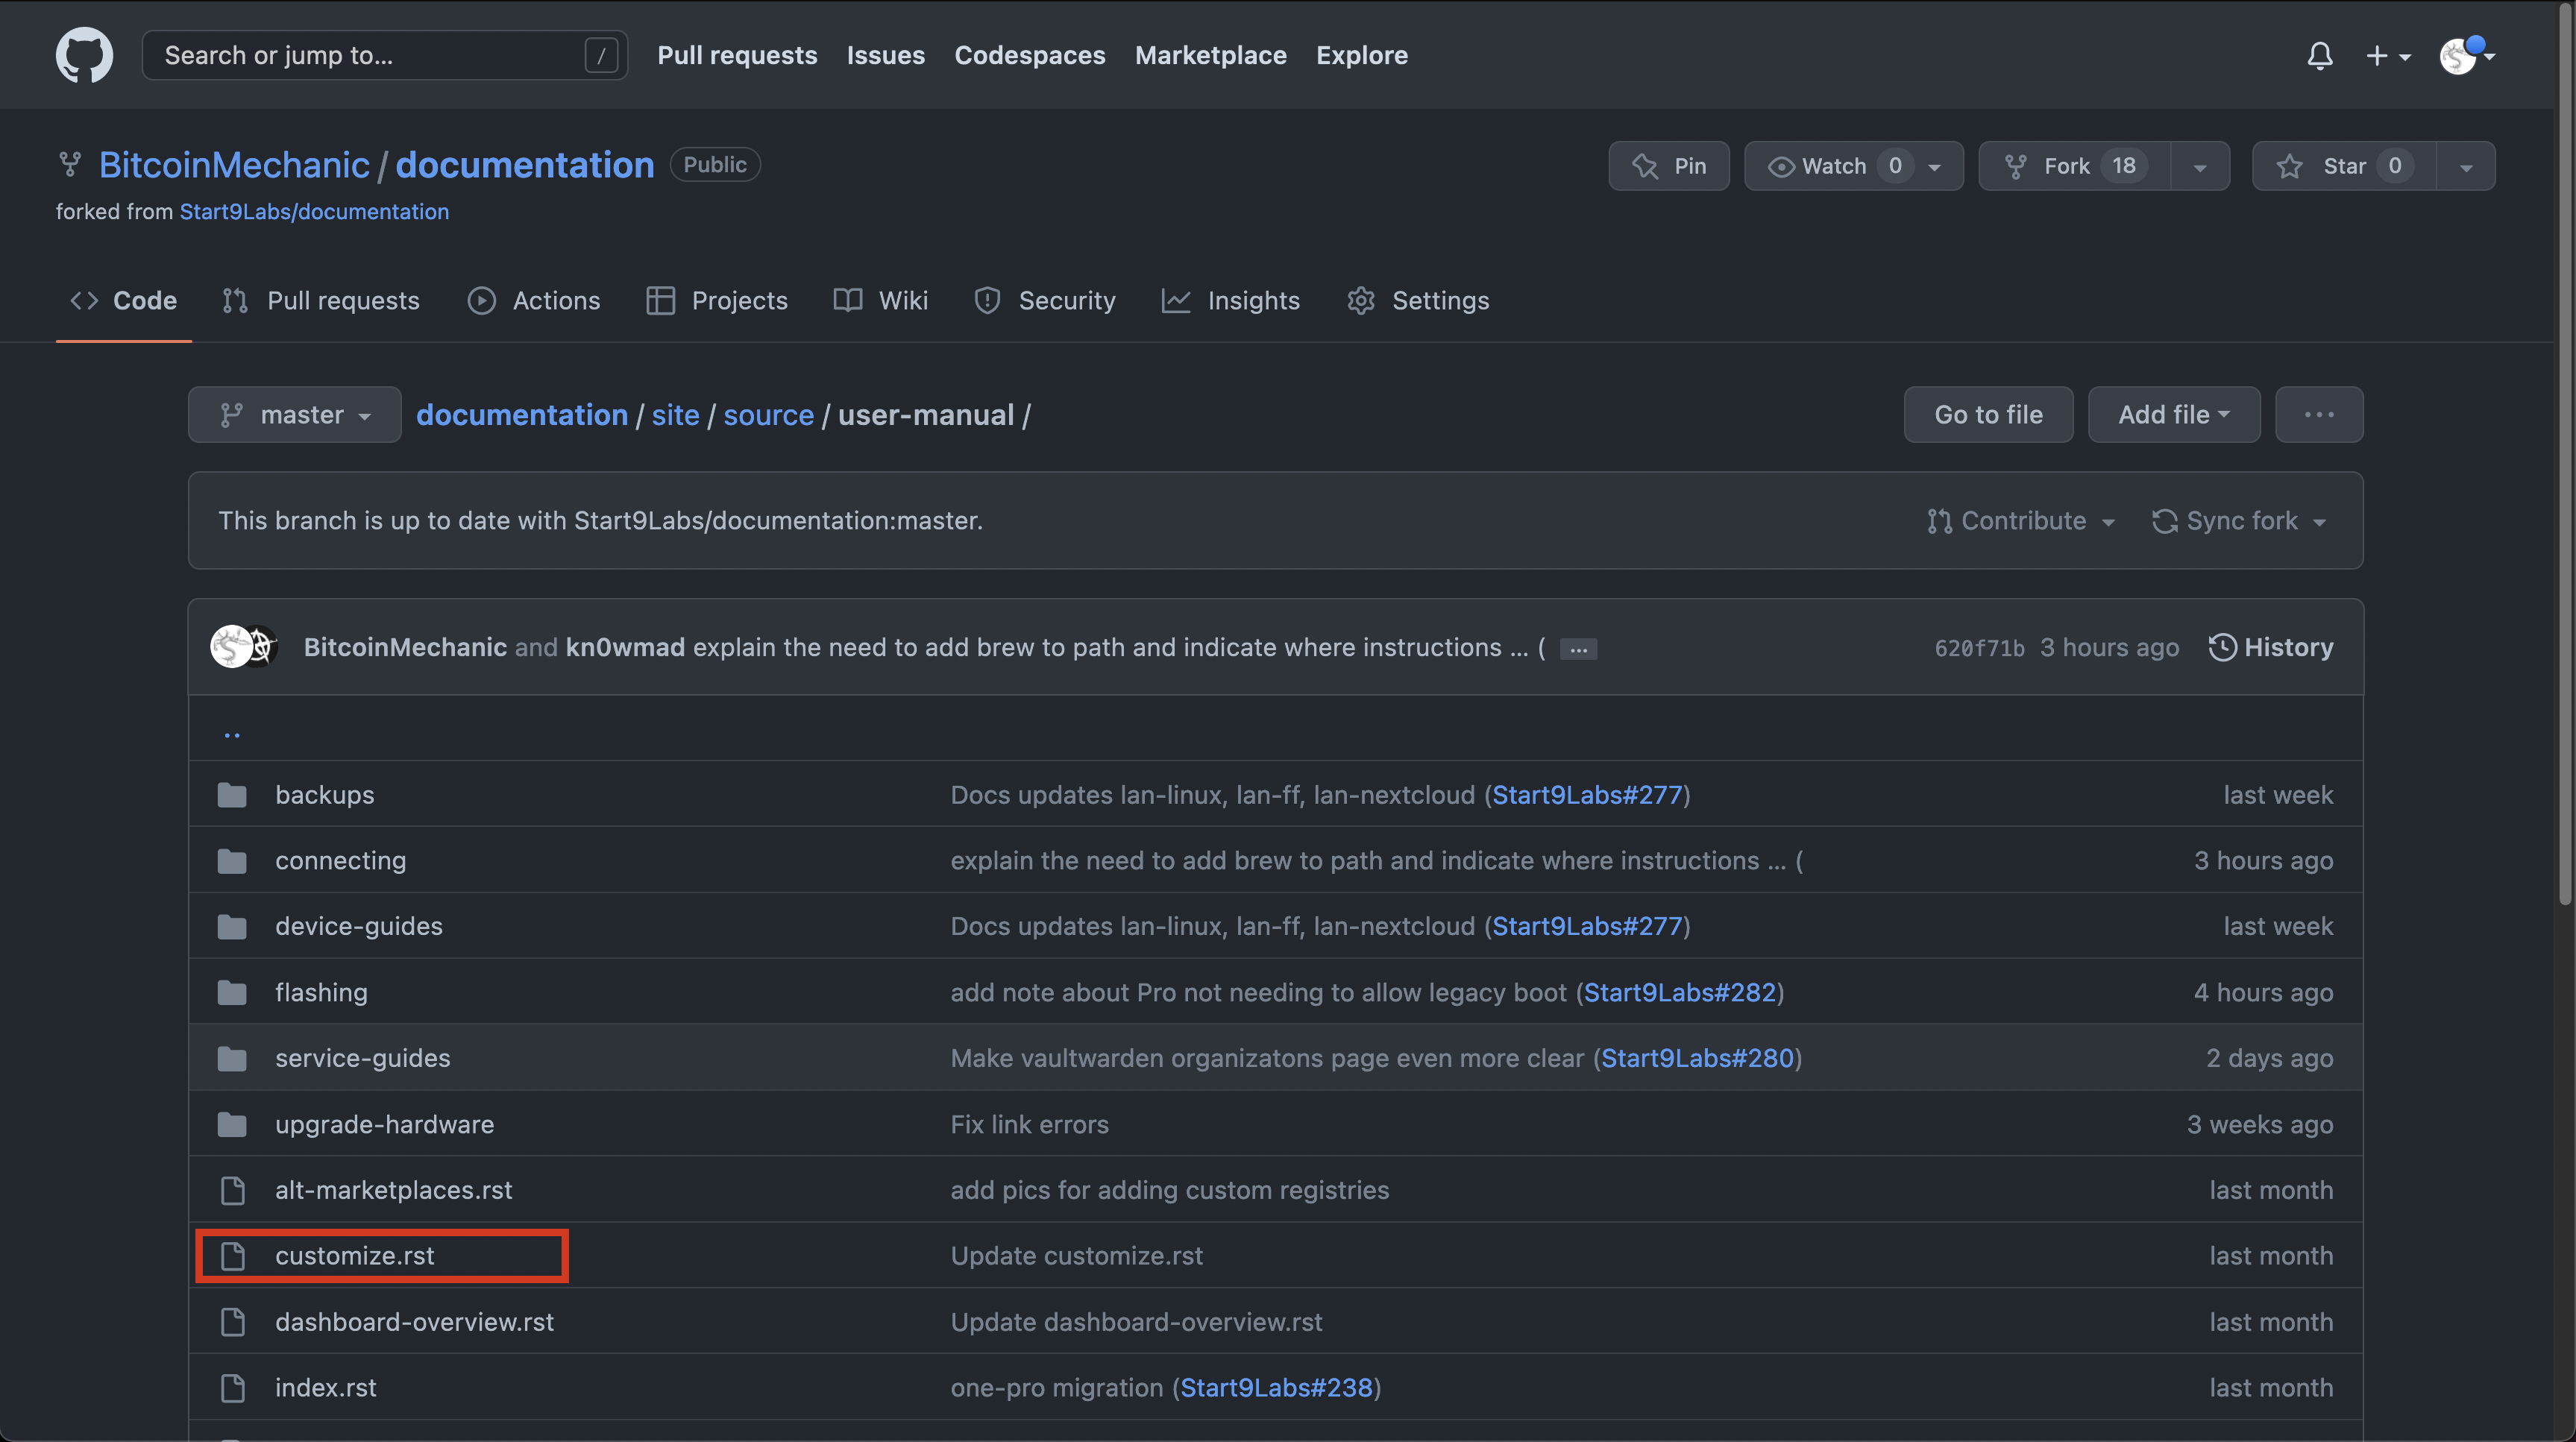 Search or jump to... / Pull requests Issues Codespaces Marketplace Explore
BitcoinMechanic / documentation Public Pin Watch 0 Fork 18 Star 0
forked from Start9Labs/documentation
Code Pull requests Actions Projects Wiki Security Insights Settings
master documentation / site / source / user-manual / Go to file Add file ...
This branch is up to date with Start9Labs/documentation:master. Contribute Sync fork
BitcoinMechanic and kn0wmad explain the need to add brew to path and indicate where instructions ... ( ... 620f71b 3 hours ago History
..
backups Docs updates lan-linux, lan-ff, lan-nextcloud (Start9Labs#277) last week
connecting explain the need to add brew to path and indicate where instructions ... ( 3 hours ago
device-guides Docs updates lan-linux, lan-ff, lan-nextcloud (Start9Labs#277) last week
flashing add note about Pro not needing to allow legacy boot (Start9Labs#282) 4 hours ago
service-guides Make vaultwarden organizatons page even more clear (Start9Labs#280) 2 days ago
upgrade-hardware Fix link errors 3 weeks ago
alt-marketplaces.rst add pics for adding custom registries last month
customize.rst Update customize.rst last month
dashboard-overview.rst Update dashboard-overview.rst last month
index.rst one-pro migration (Start9Labs#238) last month